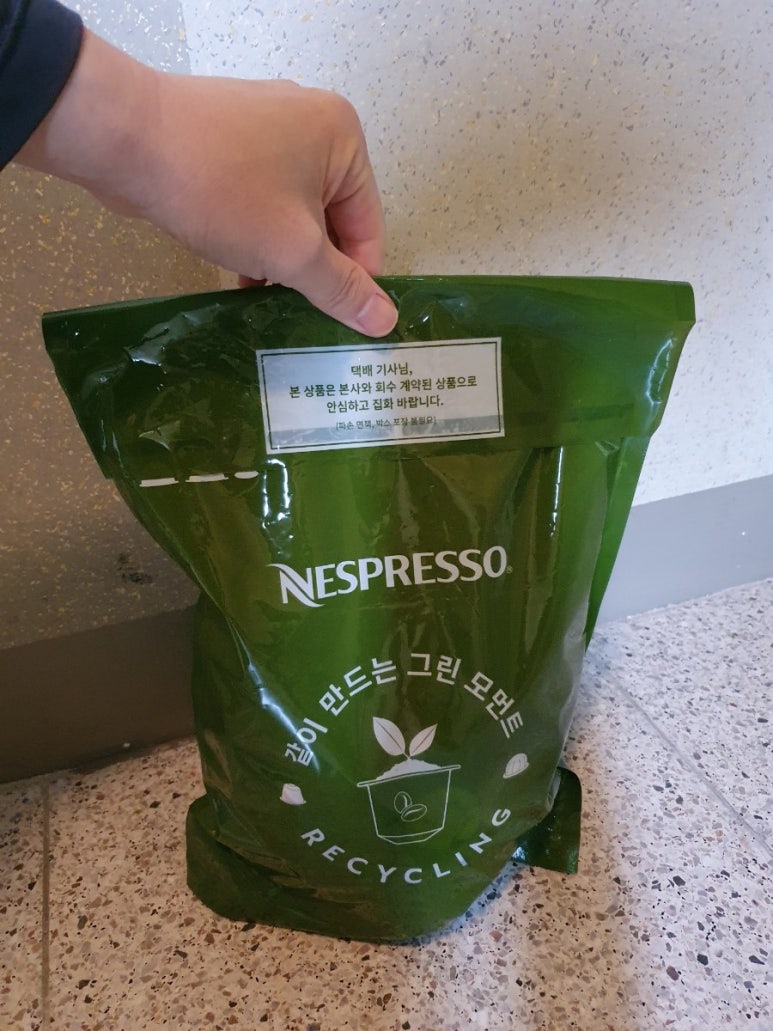 택배 기사님,
본 상품은 본사와 회수 계약된 상품으로
안심하고 집화 바랍니다.
(파손 면책, 박스 포장 불필요)
NESPRESSO
같이 만드는 그린 모먼트
RECYCLING